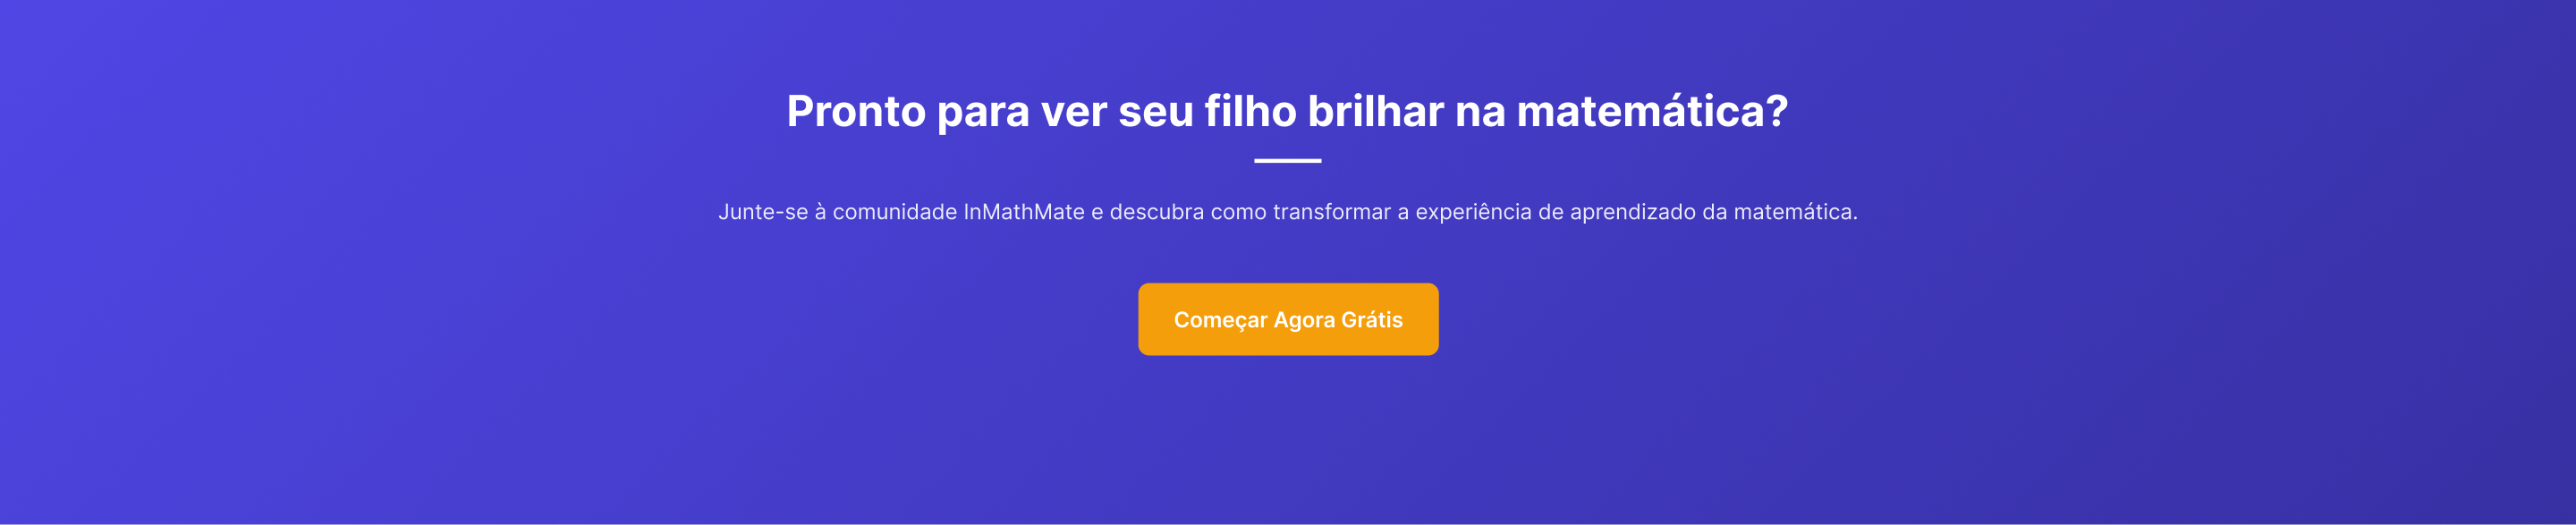 Pronto para ver seu filho brilhar na matemática?
Junte-se à comunidade InMathMate e descubra como transformar a experiência de aprendizado da matemática.
Começar Agora Grátis